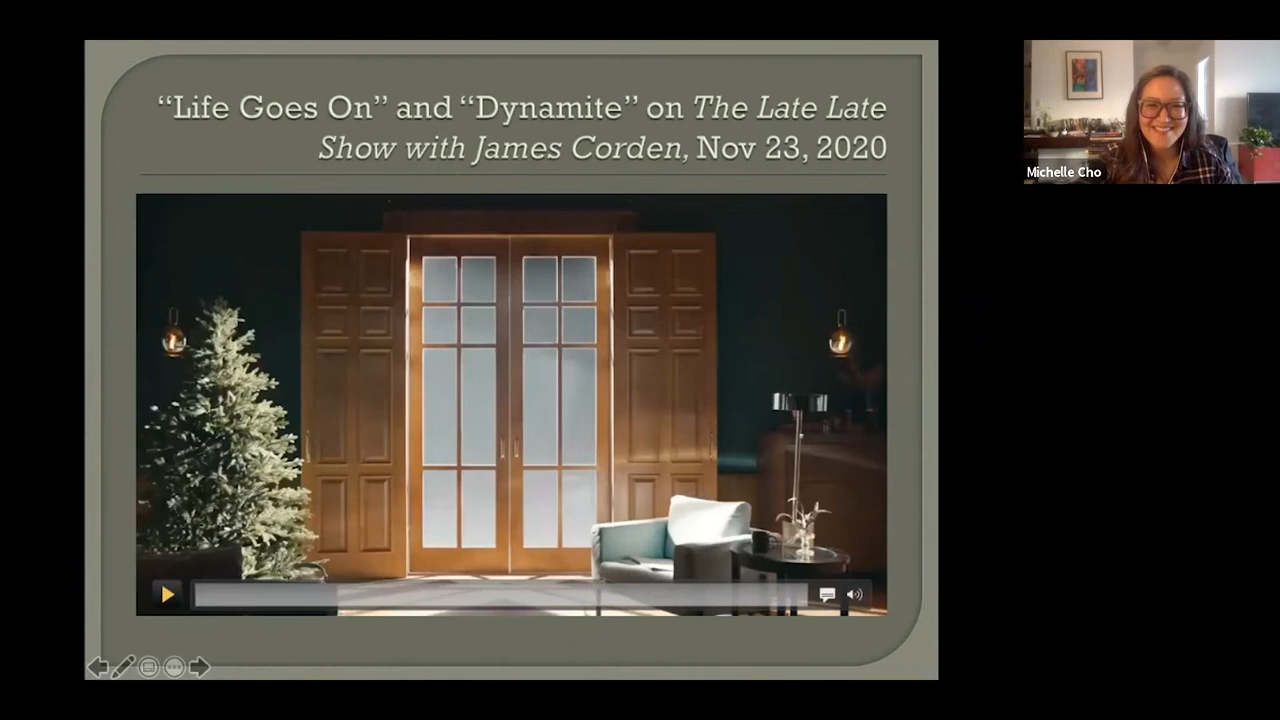 “Life Goes On” and “Dynamite” on The Late Late
Show with James Corden, Nov 23, 2020
Michelle Cho